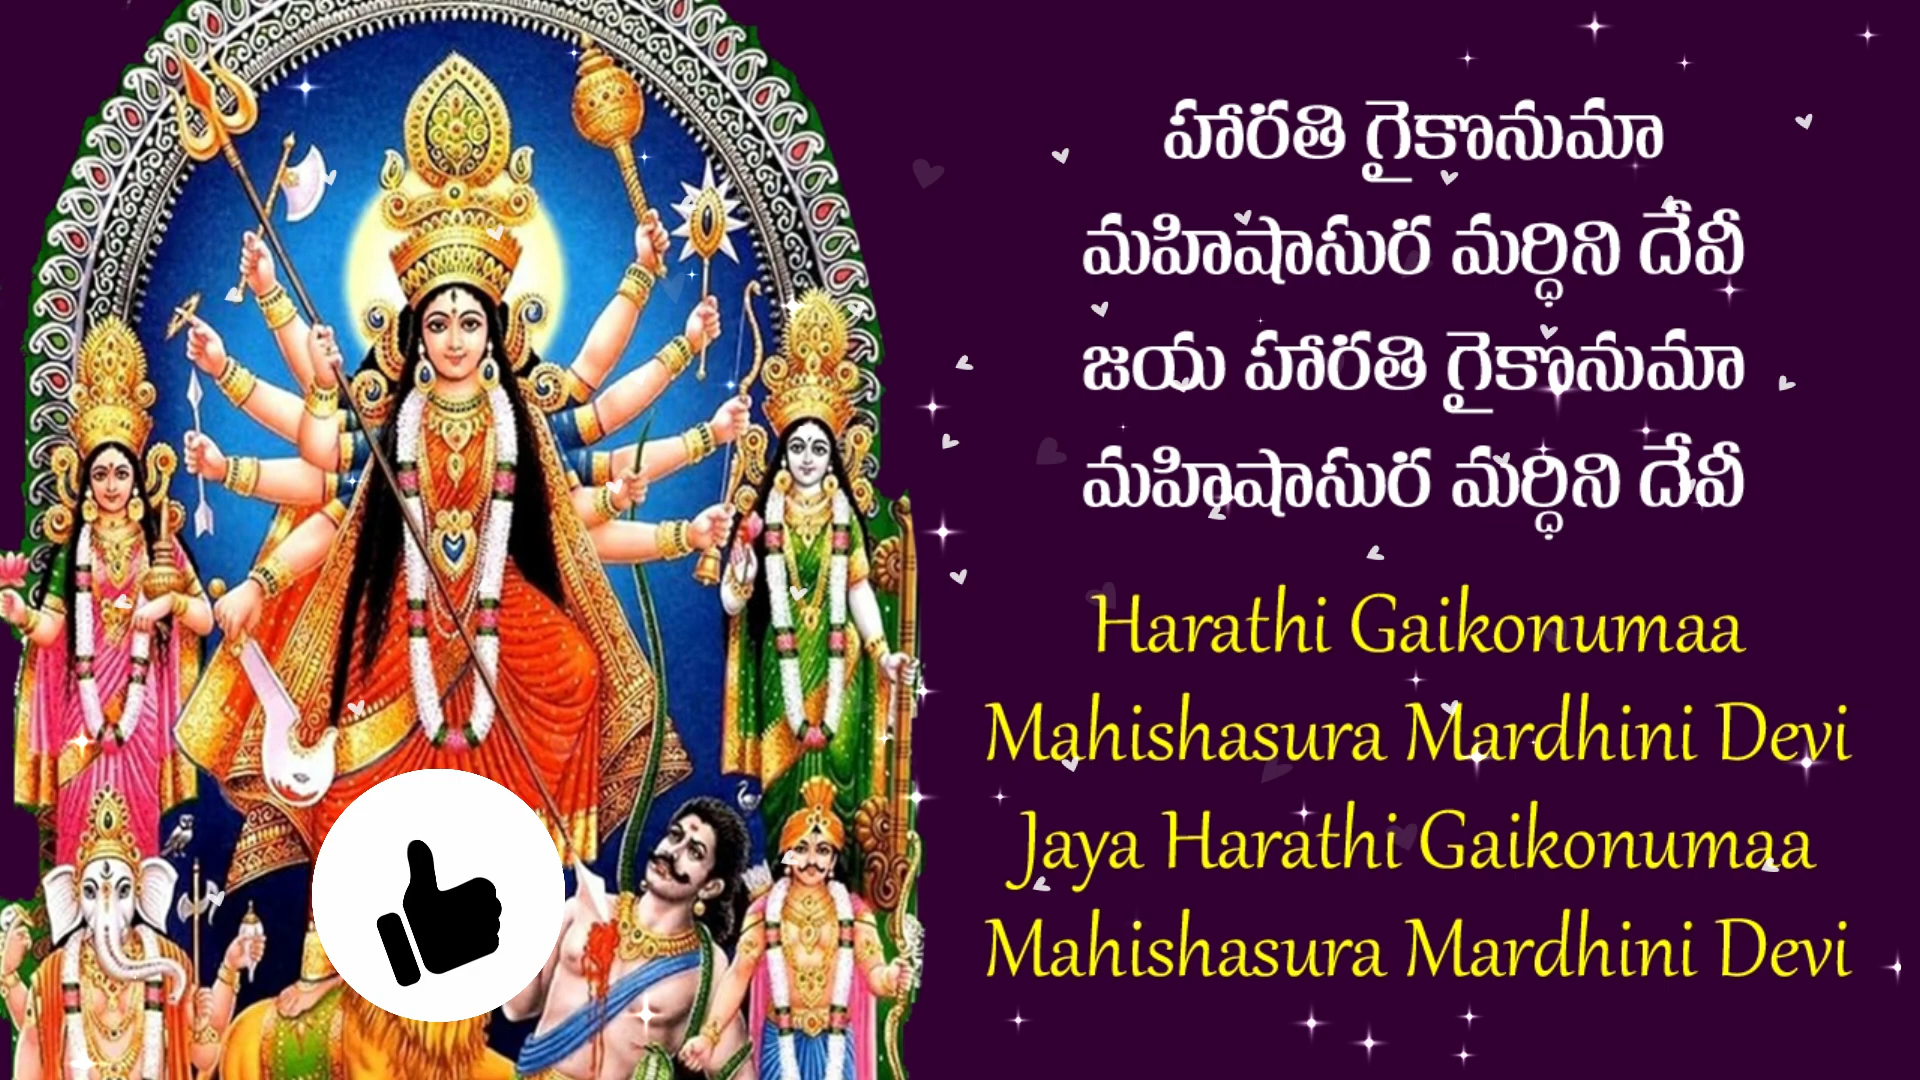 హారతి గైకొనుమా
మహిషాసుర మర్ధిని దేవీ
జయ హారతి గైకొనుమా
మహిషాసుర మర్ధిని దేవీ
Harathi Gaikonumaa
Mahishasura Mardhini Devi
Jaya Harathi Gaikonumaa
Mahishasura Mardhini Devi